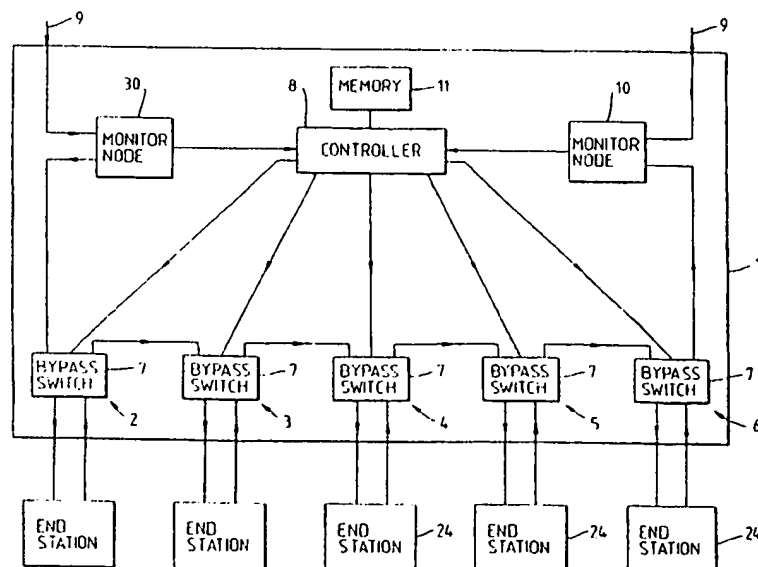 9
9
30
8
MEMORY
11
10
MONITOR
NODE
CONTROLLER
MONITOR
NODE
BYPASS
SWITCH
7
2
BYPASS
SWITCH
7
3
BYPASS
SWITCH
7
4
BYPASS
SWITCH
7
5
BYPASS
SWITCH
7
6
END
STATION
END
STATION
END
STATION
24
END
STATION
24
END
STATION
24